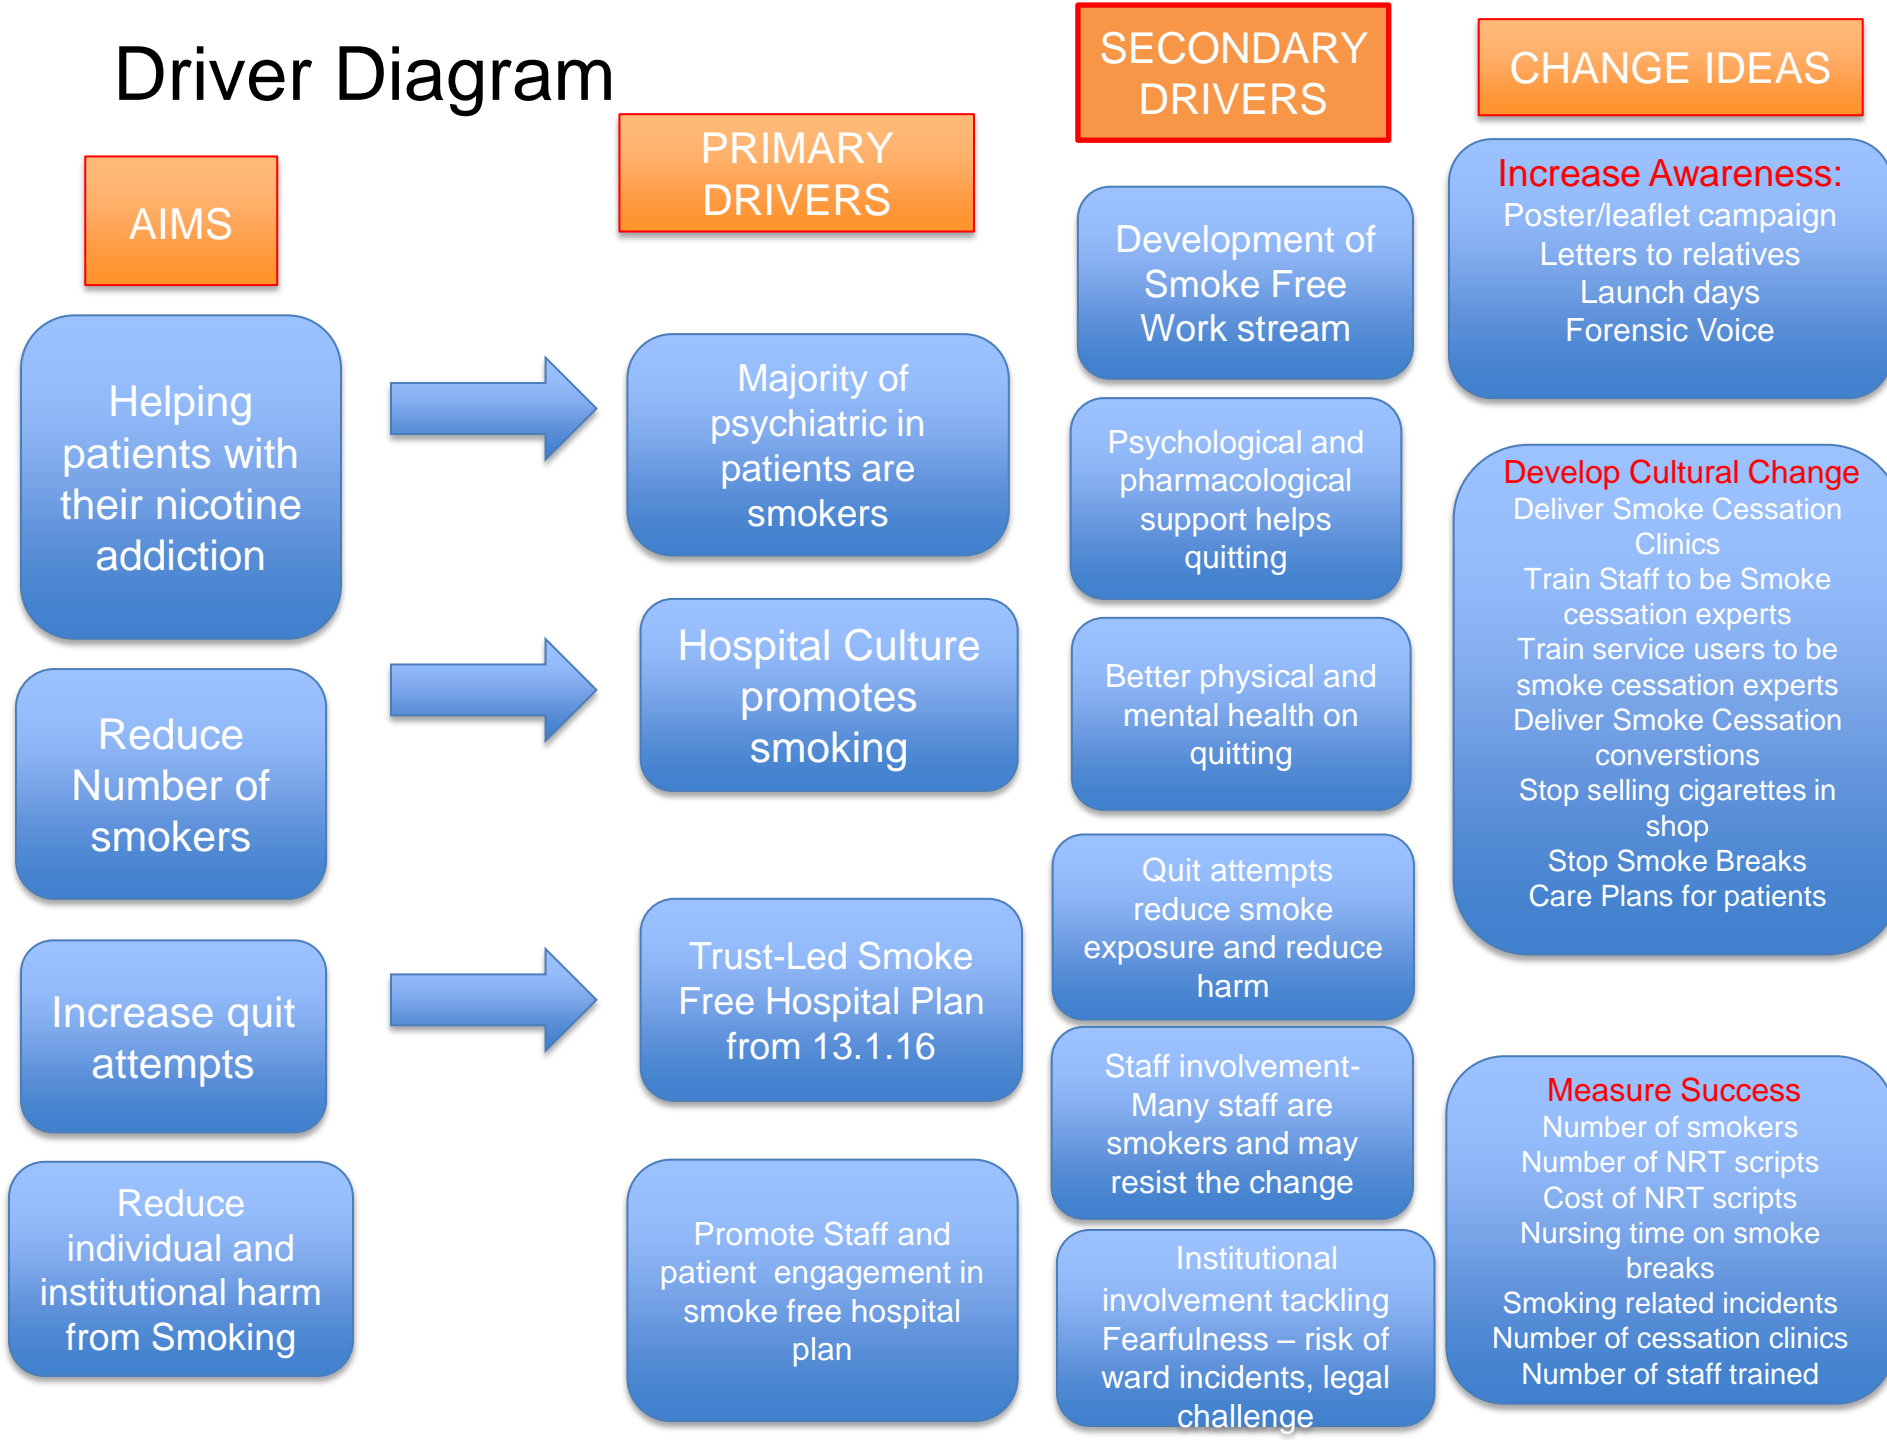 Driver Diagram
AIMS
Helping
patients with
their nicotine
addiction
Reduce
Number of
smokers
Increase quit
attempts
Reduce
individual and
institutional harm
from Smoking
PRIMARY
DRIVERS
Majority of
psychiatric in
patients are
smokers
Hospital Culture
promotes
smoking
Trust-Led Smoke
Free Hospital Plan
from 13.1.16
Promote Staff and
patient engagement in
smoke free hospital
plan
SECONDARY
DRIVERS
Development of
Smoke Free
Work stream
Psychological and
pharmacological
support helps
quitting
Better physical and
mental health on
quitting
Quit attempts
reduce smoke
exposure and reduce
harm
Staff involvement-
Many staff are
smokers and may
resist the change
Institutional
involvement tackling
Fearfulness – risk of
ward incidents, legal
challenge
CHANGE IDEAS
Increase Awareness:
Poster/leaflet campaign
Letters to relatives
Launch days
Forensic Voice
Develop Cultural Change
Deliver Smoke Cessation
Clinics
Train Staff to be Smoke
cessation experts
Train service users to be
smoke cessation experts
Deliver Smoke Cessation
converstions
Stop selling cigarettes in
shop
Stop Smoke Breaks
Care Plans for patients
Measure Success
Number of smokers
Number of NRT scripts
Cost of NRT scripts
Nursing time on smoke
breaks
Smoking related incidents
Number of cessation clinics
Number of staff trained